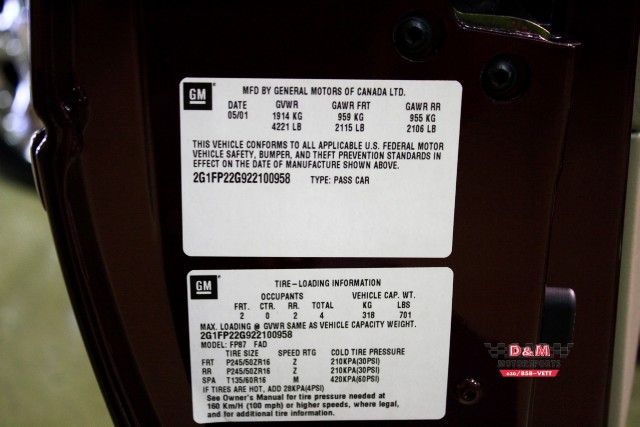 GM
MFD BY GENERAL MOTORS OF CANADA LTD.
DATE GVWR GAWR FRT GAWR RR
05/01 1914 KG 959 KG 955 KG
4221 LB 2115 LB 2106 LB
THIS VEHICLE CONFORMS TO ALL APPLICABLE U.S. FEDERAL MOTOR
VEHICLE SAFETY, BUMPER, AND THEFT PREVENTION STANDARDS IN
EFFECT ON THE DATE OF MANUFACTURE SHOWN ABOVE.
2G1FP22G922100958 TYPE: PASS CAR
GM
TIRE-LOADING INFORMATION
OCCUPANTS VEHICLE CAP. WT.
FRT. CTR. RR. TOTAL KG LBS
2 0 2 4 318 701
MAX. LOADING @ GVWR SAME AS VEHICLE CAPACITY WEIGHT.
2G1FP22G922100958
MODEL: FP87 FAD
TIRE SIZE SPEED RTG COLD TIRE PRESSURE
FRT P245/50ZR16 Z 210KPA(30PSI)
RR P245/50ZR16 Z 210KPA(30PSI)
SPA T135/60R16 M 420KPA(60PSI)
IF TIRES ARE HOT, ADD 28KPA(4PSI)
See Owner's Manual for tire pressure needed at
160 Km/H (100 mph) or higher speeds, where legal,
and for additional tire information.
D&M
MOTORSPORTS
630/858-VETT